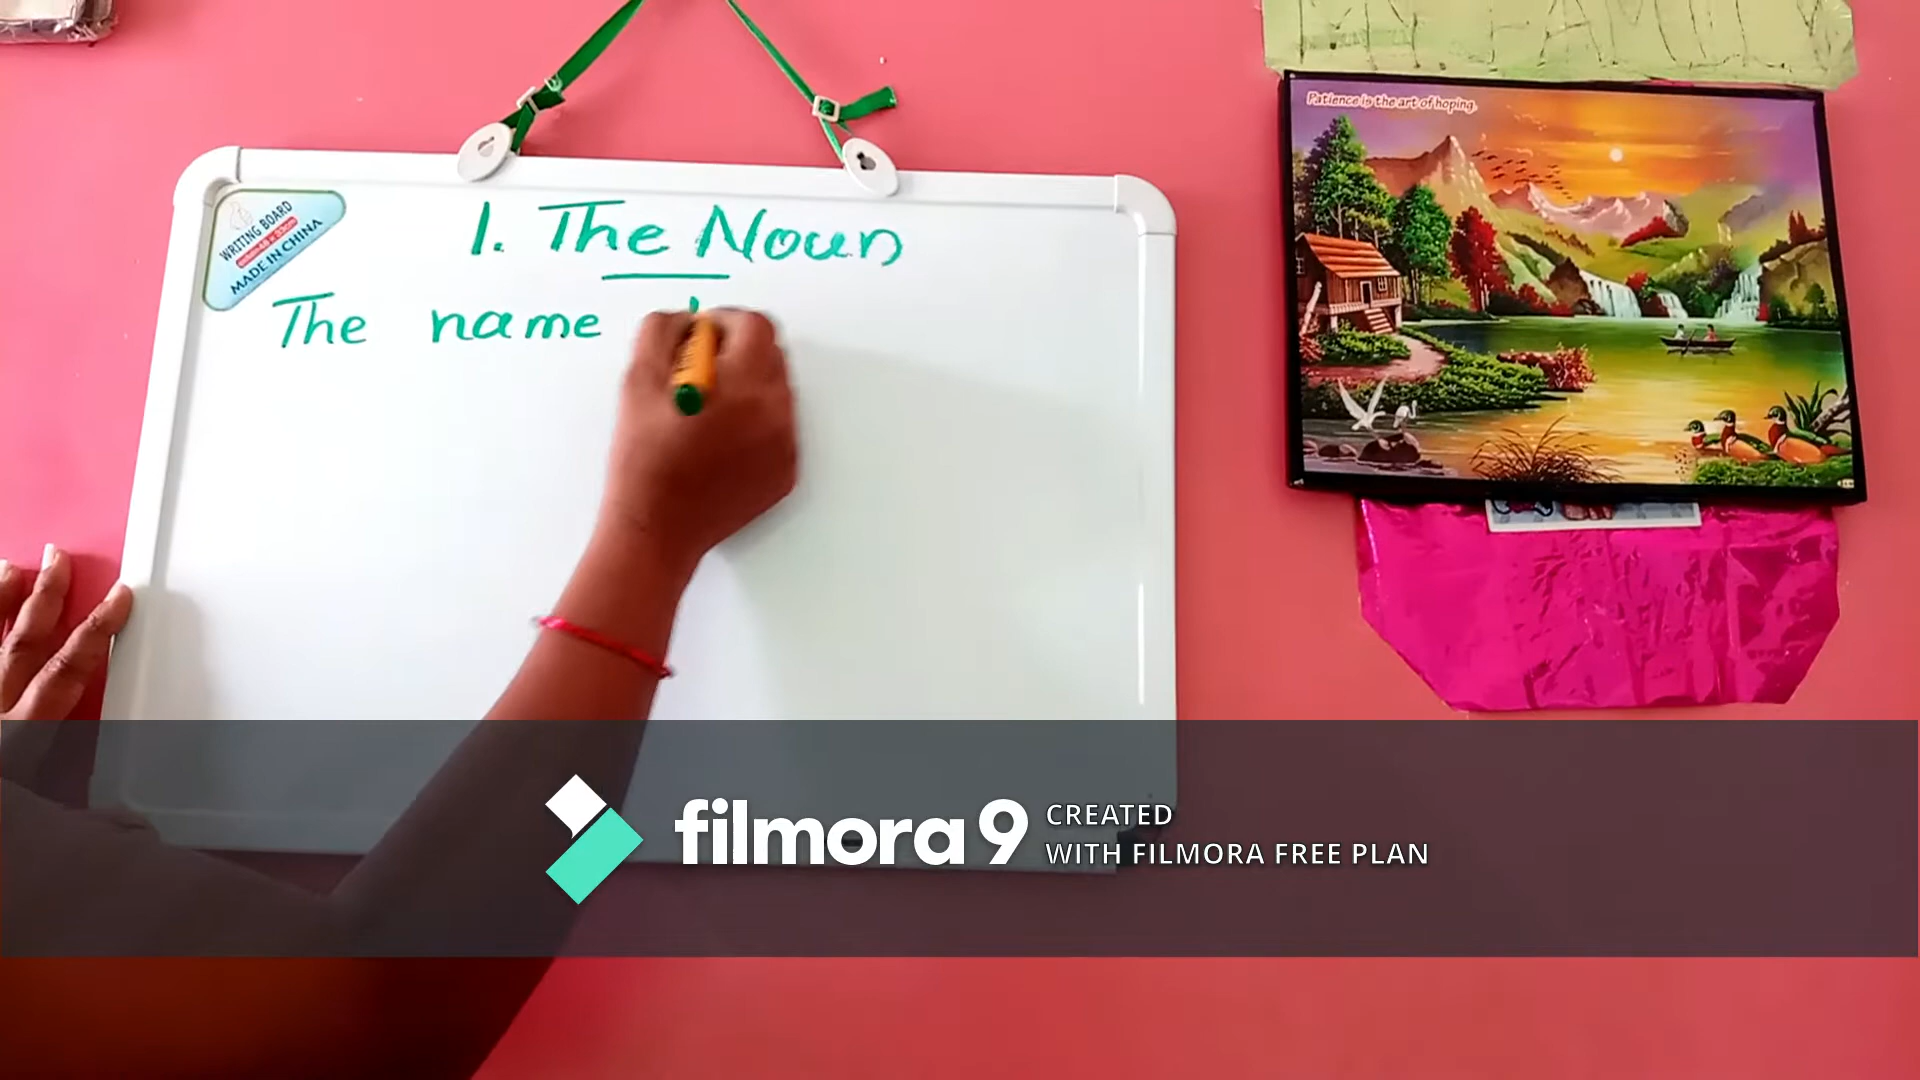 Patience is the art of hoping.
WRITING BOARD
MADE IN CHINA
1. The Noun
The name
filmora9
CREATED
WITH FILMORA FREE PLAN